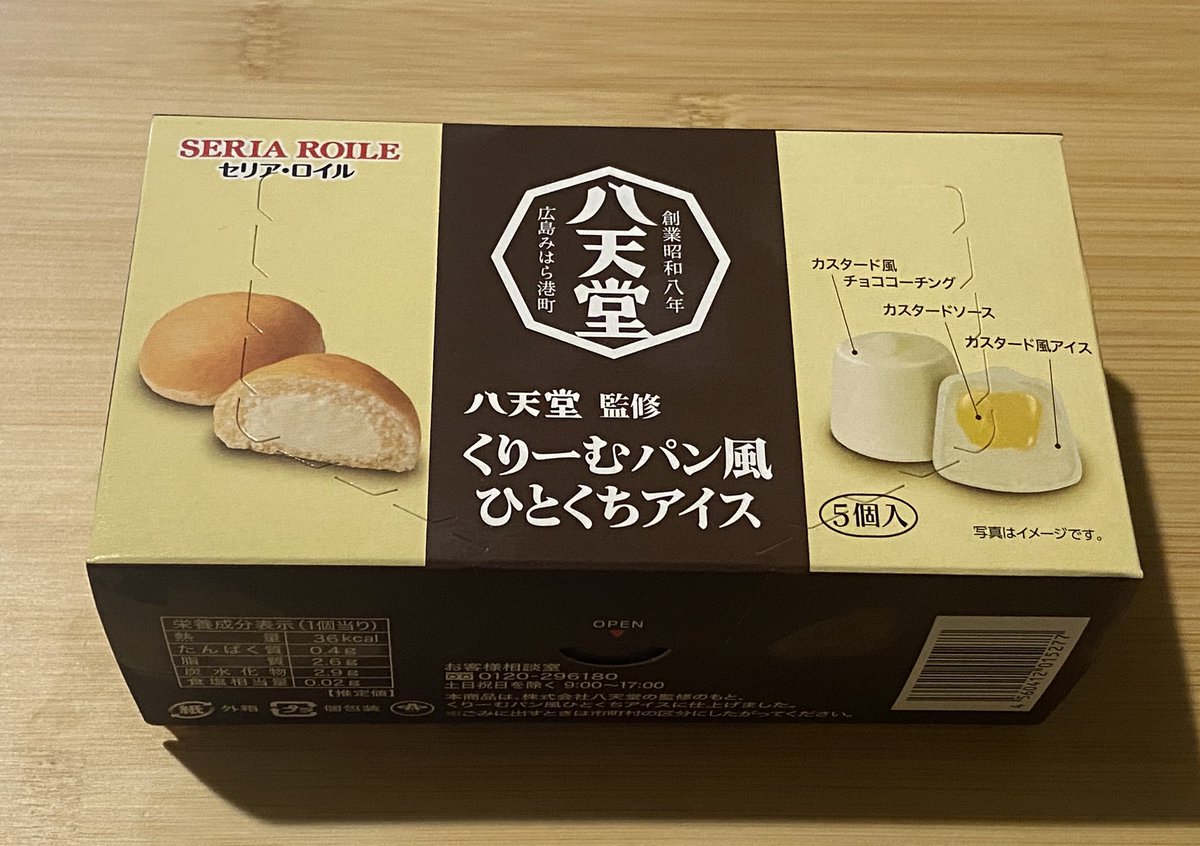 SERIA ROILE
セリア・ロイル
創業昭和八年
八天堂
広島みはら港町
八天堂 監修
くりーむパン風
ひとくちアイス
カスタード風
チョココーチング
カスタードソース
カスタード風アイス
5個入
写真はイメージです。
栄養成分表示(1個当り)
熱量 36kcal
たんぱく質 0.4g
脂質 2.6g
炭水化物 2.9g
食塩相当量 0.02g
[推定値]
紙 外箱 プラ 個包装
OPEN
お客様相談室
0120-296180
土日祝日を除く 9:00〜17:00
本商品は、株式会社八天堂の監修のもと、
くりーむパン風ひとくちアイスに仕上げました。
※ごみに出すときは市町村の区分にしたがってください。